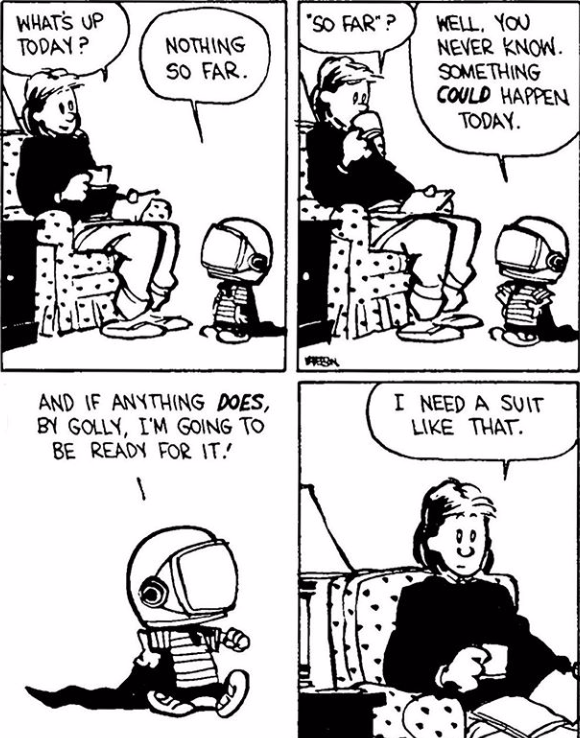 WHAT'S UP
TODAY?
NOTHING
SO FAR.
"SO FAR"?
WELL, YOU
NEVER KNOW.
SOMETHING
COULD HAPPEN
TODAY.
WATTERSON
AND IF ANYTHING DOES,
BY GOLLY, I'M GOING TO
BE READY FOR IT!
I NEED A SUIT
LIKE THAT.